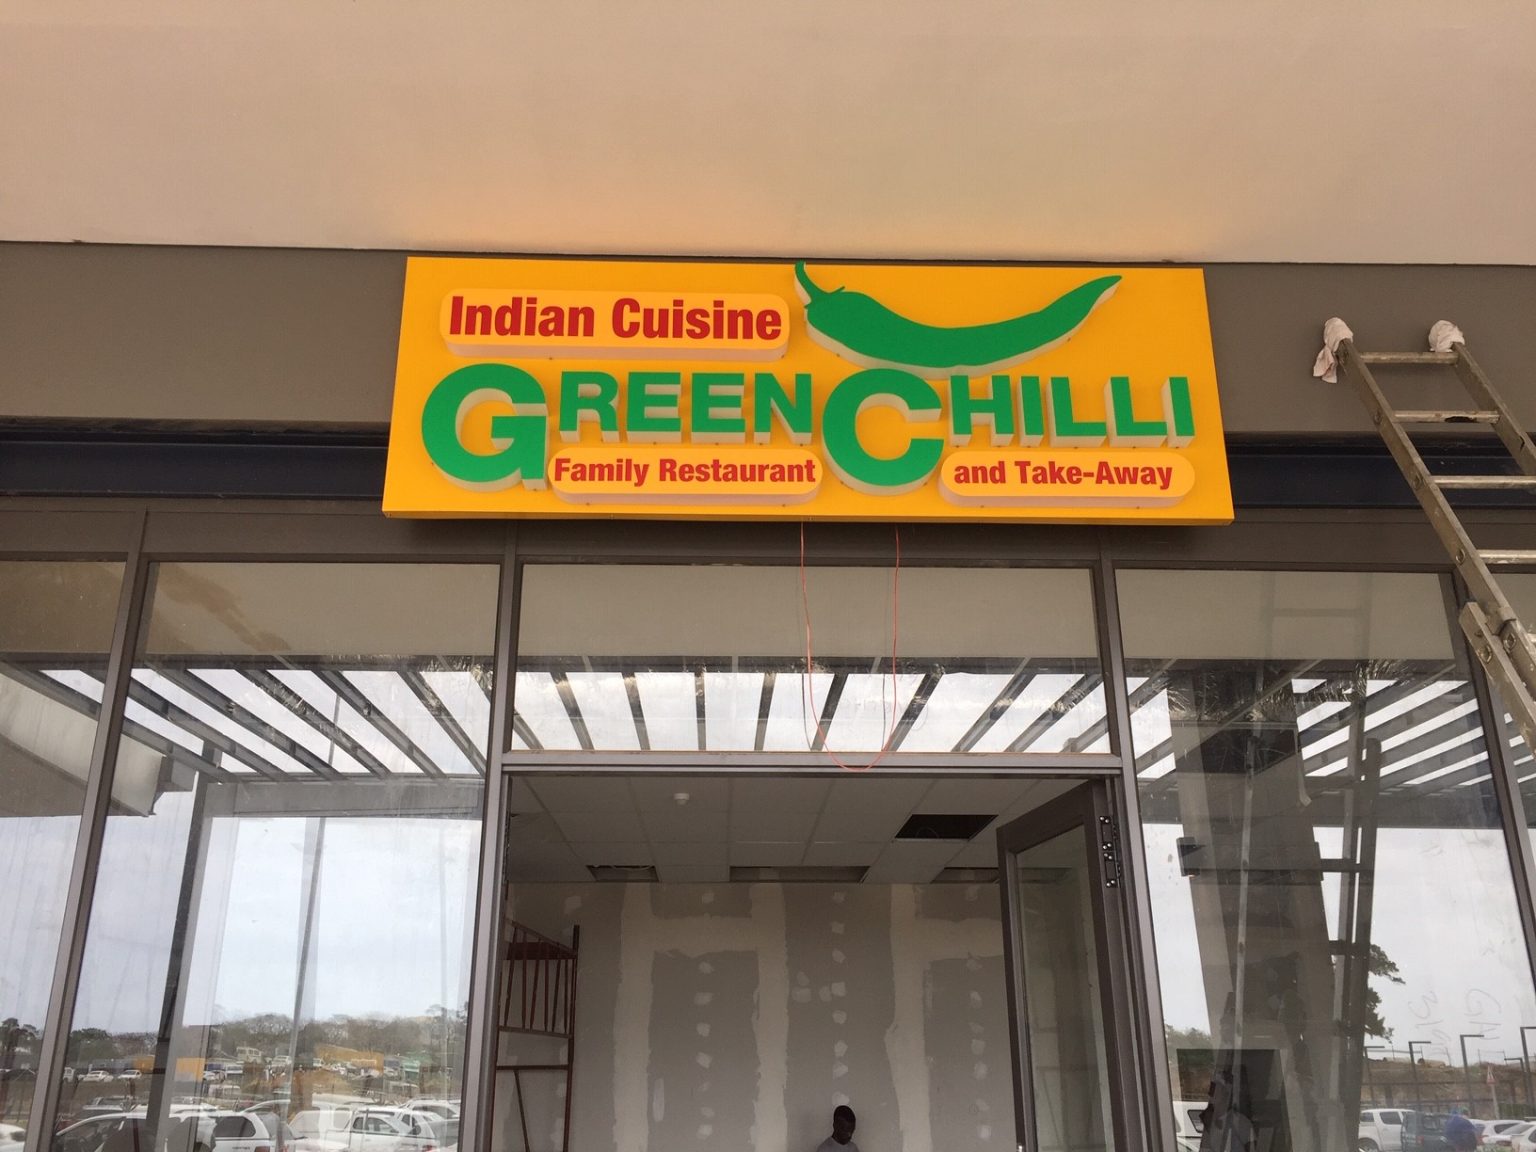 Indian Cuisine
GREEN CHILLI
Family Restaurant and Take-Away